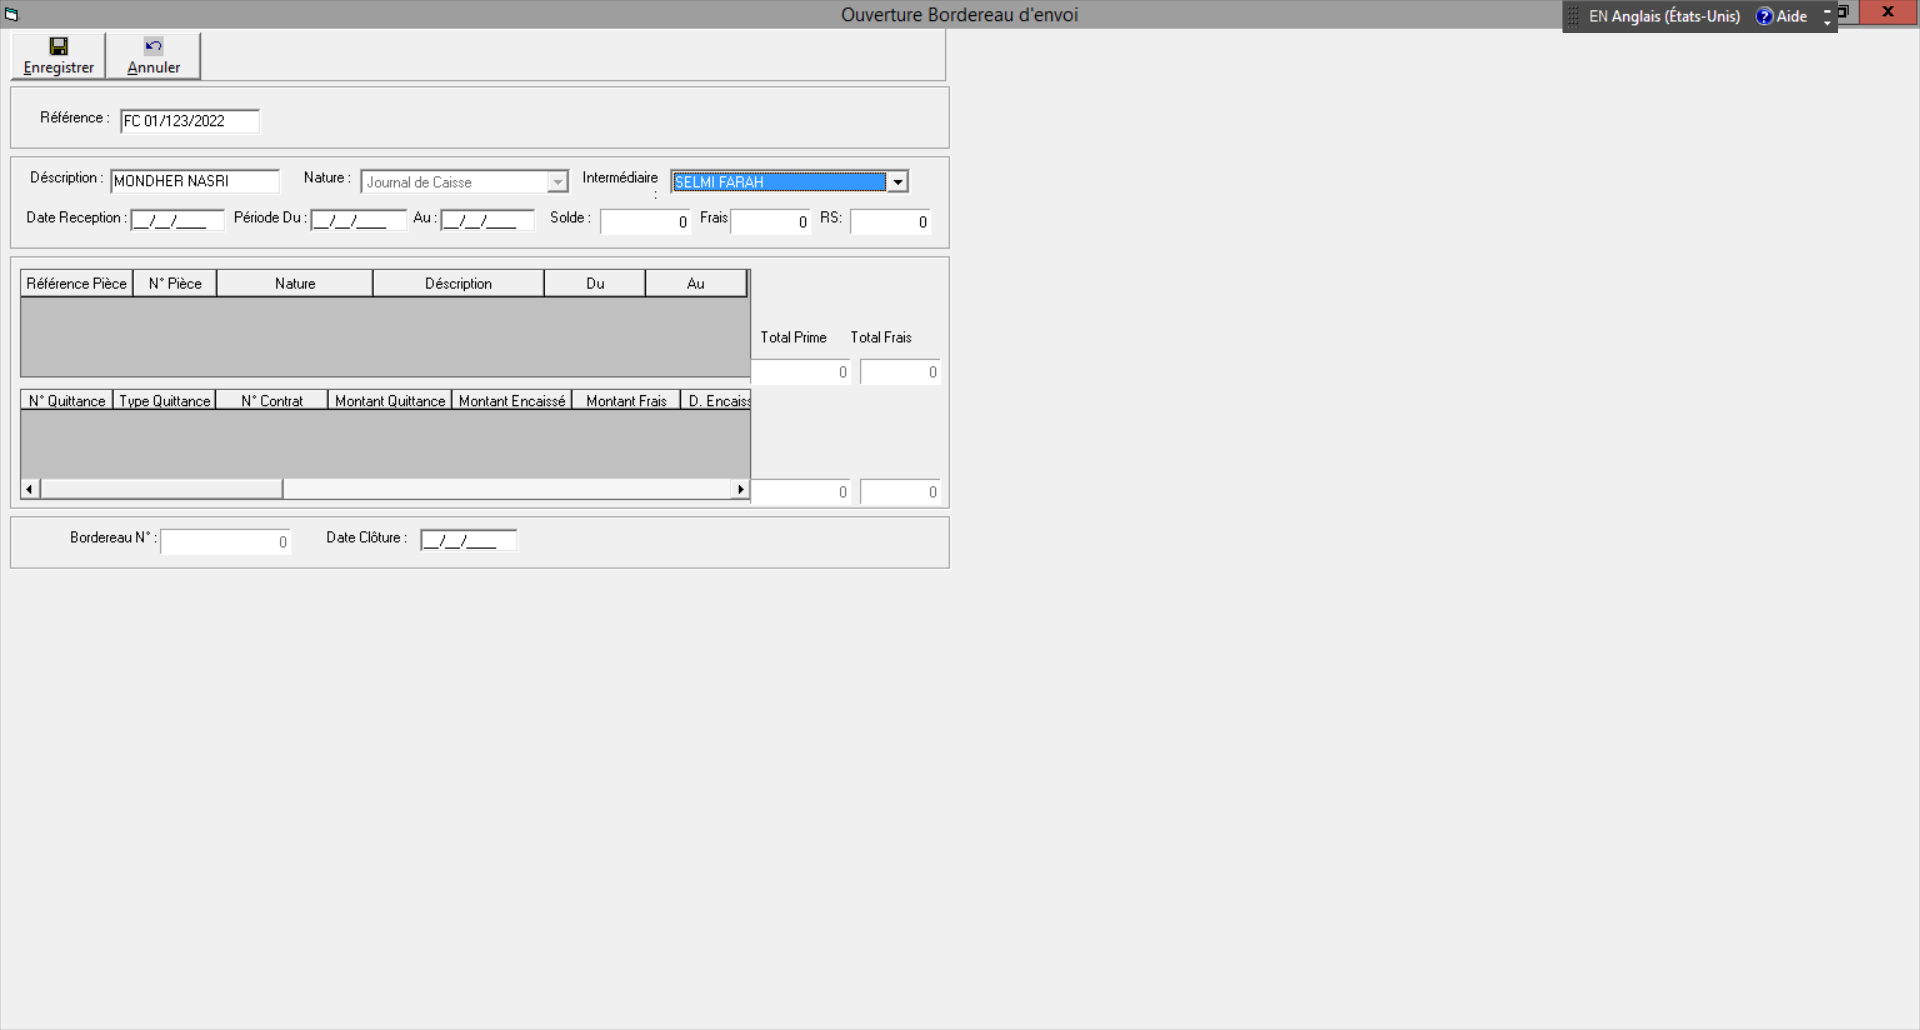 Ouverture Bordereau d'envoi
EN Anglais (États-Unis) ? Aide
Enregistrer Annuler
Référence : FC 01/123/2022
Déscription : MONDHER NASRI Nature : Journal de Caisse Intermédiaire : SELMI FARAH
Date Reception : __/__/____ Période Du : __/__/____ Au : __/__/____ Solde : 0 Frais 0 RS: 0
Référence Pièce N° Pièce Nature Déscription Du Au
Total Prime Total Frais
0 0
N° Quittance Type Quittance N° Contrat Montant Quittance Montant Encaissé Montant Frais D. Encaiss
0 0
Bordereau N° : 0 Date Clôture : __/__/____